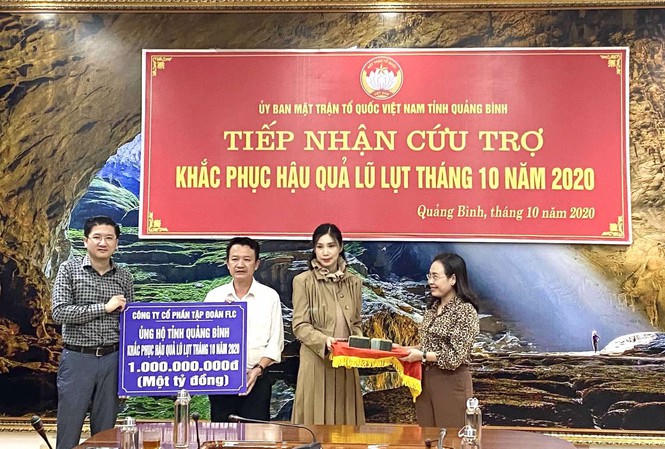 ỦY BAN MẶT TRẬN TỔ QUỐC VIỆT NAM TỈNH QUẢNG BÌNH
TIẾP NHẬN CỨU TRỢ
KHẮC PHỤC HẬU QUẢ LŨ LỤT THÁNG 10 NĂM 2020
Quảng Bình, tháng 10 năm 2020
CÔNG TY CỔ PHẦN TẬP ĐOÀN FLC
ỦNG HỘ TỈNH QUẢNG BÌNH
KHẮC PHỤC HẬU QUẢ LŨ LỤT THÁNG 10 NĂM 2020
1.000.000.000đ
(Một tỷ đồng)